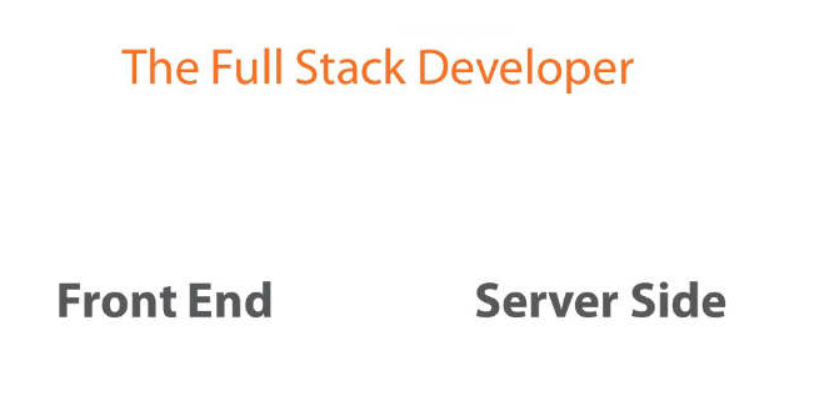 The Full Stack Developer
Front End
Server Side